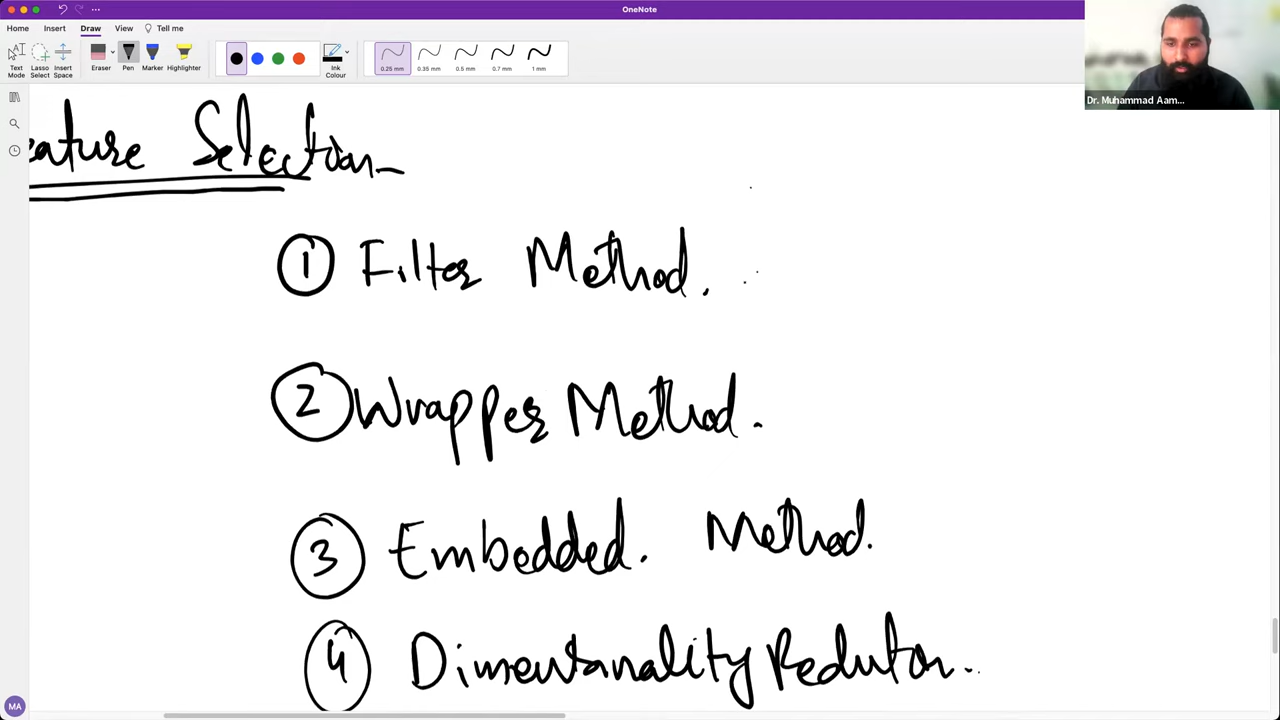 OneNote
Home Insert Draw View Tell me
Text Mode Lasso Select Insert Space Eraser Pen Marker Highlighter Ink Colour 0.25 mm 0.35 mm 0.5 mm 0.7 mm 1 mm
Dr. Muhammad Aam...
eature Selection
1 Filter Method.
2 Wrapper Method.
3 Embedded. Method.
4 Dimentanality Redutor.
MA